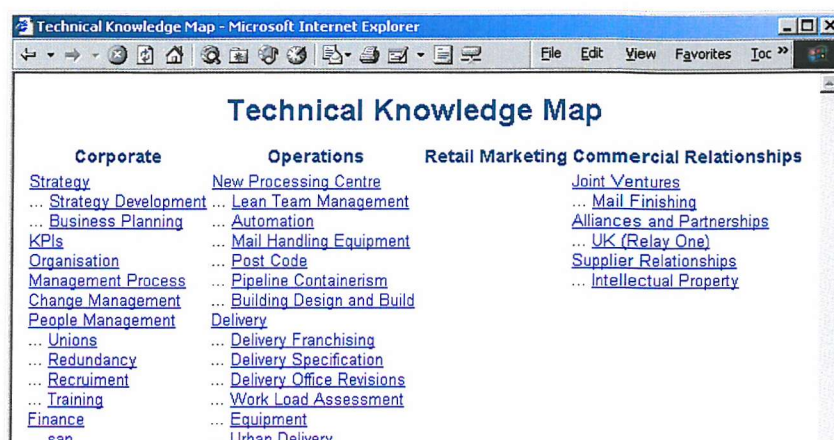 Technical Knowledge Map - Microsoft Internet Explorer
File Edit View Favorites Toc »
Technical Knowledge Map
Corporate Operations Retail Marketing Commercial Relationships
Strategy New Processing Centre Joint Ventures
... Strategy Development ... Lean Team Management ... Mail Finishing
... Business Planning ... Automation Alliances and Partnerships
KPIs ... Mail Handling Equipment ... UK (Relay One)
Organisation ... Post Code Supplier Relationships
Management Process ... Pipeline Containerism ... Intellectual Property
Change Management ... Building Design and Build
People Management Delivery
... Unions ... Delivery Franchising
... Redundancy ... Delivery Specification
... Recruiment ... Delivery Office Revisions
... Training ... Work Load Assessment
Finance ... Equipment
... sap ... Urban Delivery